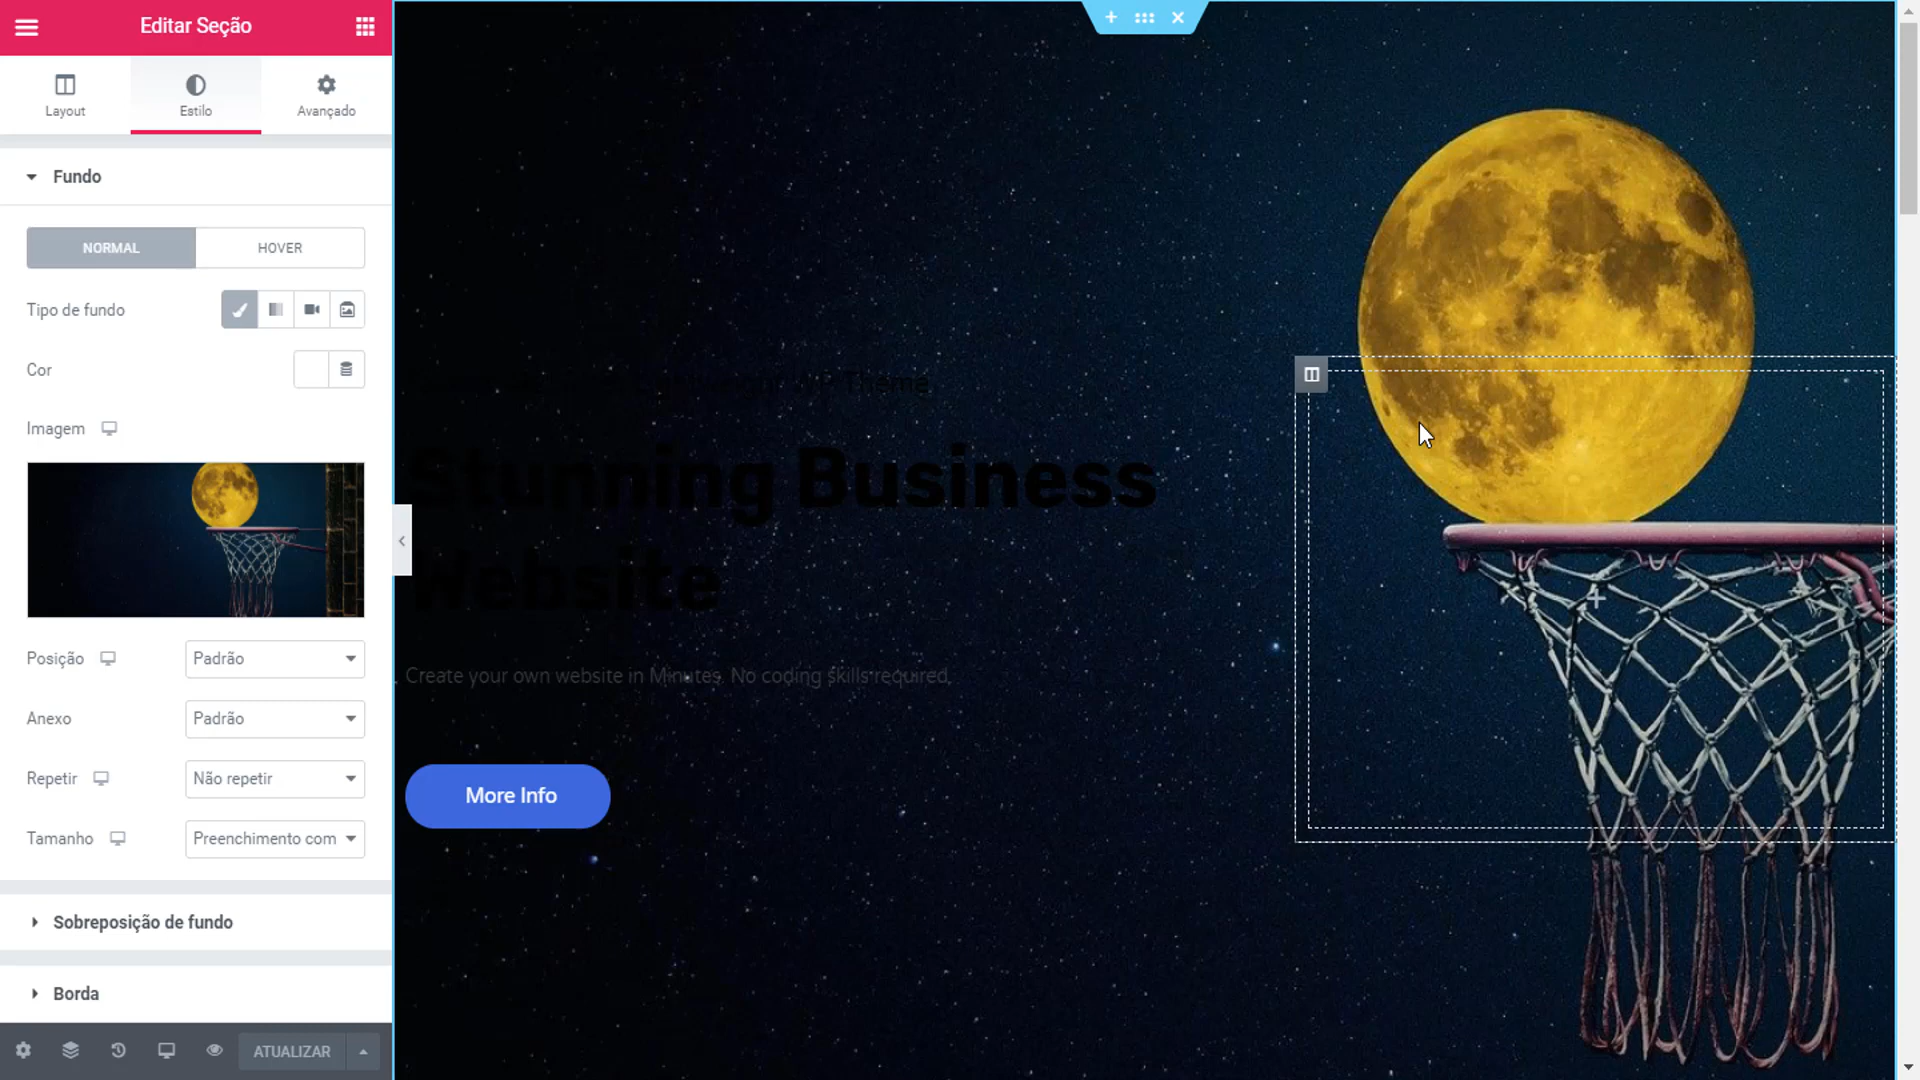 Editar Seção
Layout
Estilo
Avançado
Fundo
NORMAL
HOVER
Tipo de fundo
Cor
Imagem
Posição
Padrão
Anexo
Padrão
Repetir
Não repetir
Tamanho
Preenchimento com
Sobreposição de fundo
Borda
ATUALIZAR
WP Theme
Stunning Business
Website
Create your own website in Minutes. No coding skills required.
More Info